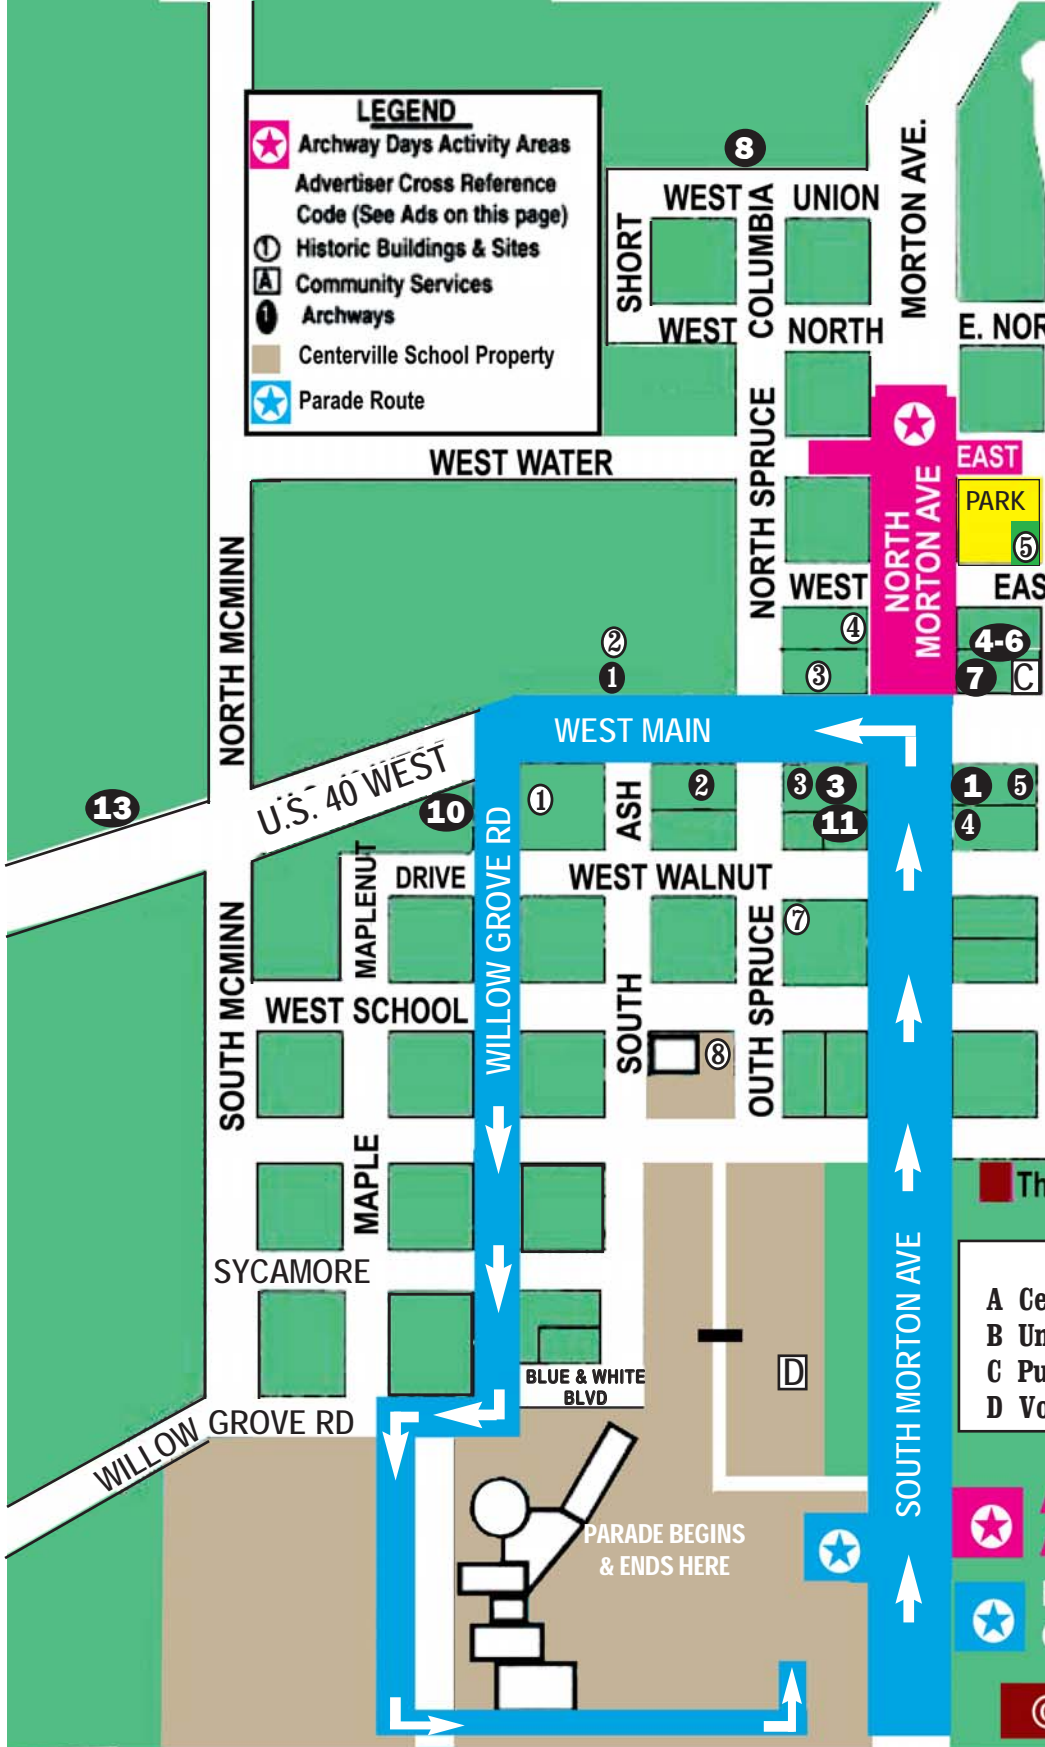 LEGEND
Archway Days Activity Areas
Advertiser Cross Reference
Code (See Ads on this page)
1 Historic Buildings & Sites
A Community Services
1 Archways
Centerville School Property
Parade Route
8
WEST UNION
SHORT
COLUMBIA
MORTON AVE.
WEST NORTH
E. NOR
WEST WATER
EAST
NORTH SPRUCE
NORTH
MORTON AVE
PARK
5
NORTH MCMINN
WEST
EAS
4
4-6
2
1
3
7
C
WEST MAIN
U.S. 40 WEST
13
10
1
ASH
2
3
3
11
1
5
4
WILLOW GROVE RD
MAPLENUT
DRIVE
WEST WALNUT
7
SOUTH MCMINN
WEST SCHOOL
SOUTH
OUTH SPRUCE
8
MAPLE
Th
SYCAMORE
SOUTH MORTON AVE
A Ce
B Un
C Pu
D Vo
BLUE & WHITE
BLVD
D
WILLOW GROVE RD
PARADE BEGINS
& ENDS HERE